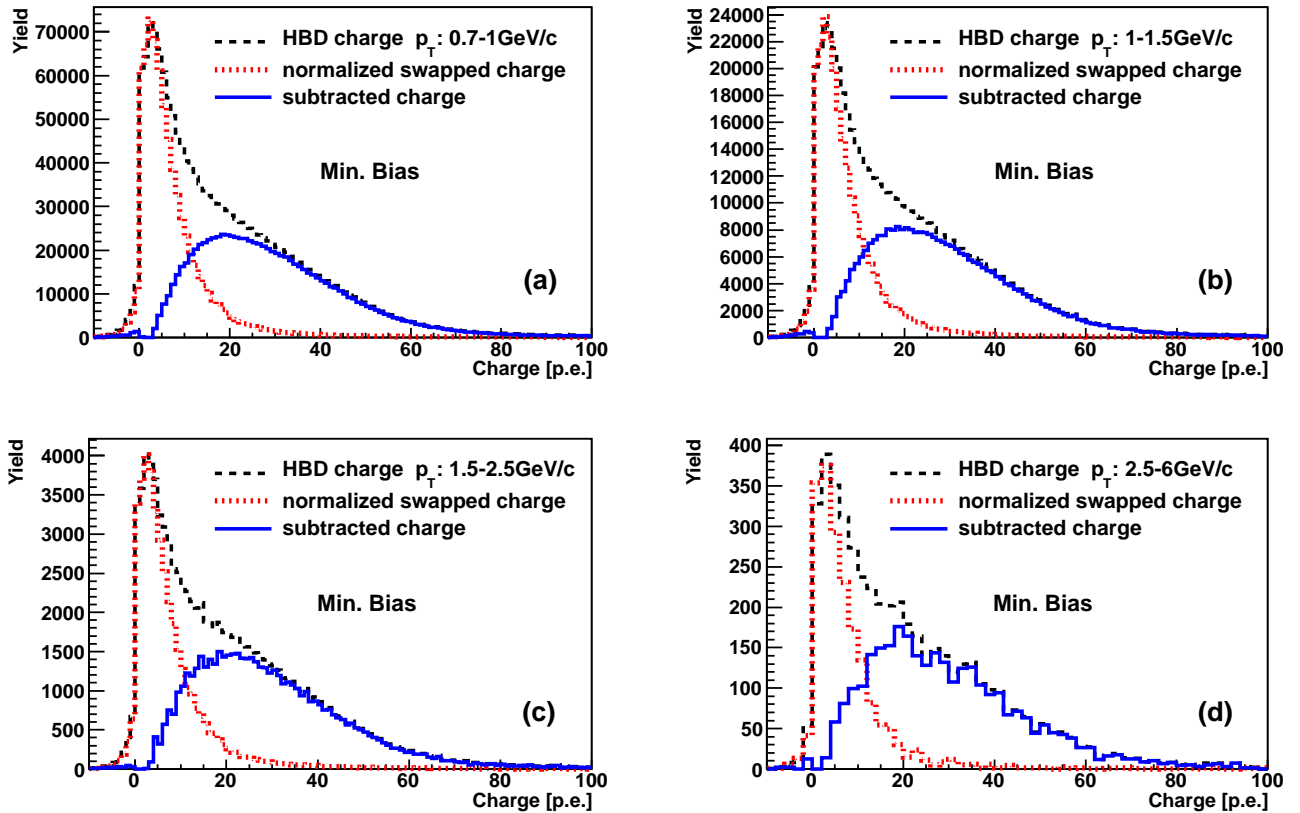 Yield
70000
60000
50000
40000
30000
20000
10000
0
HBD charge p_T: 0.7-1GeV/c
normalized swapped charge
subtracted charge
Min. Bias
(a)
0 20 40 60 80 100
Charge [p.e.]
Yield
24000
22000
20000
18000
16000
14000
12000
10000
8000
6000
4000
2000
0
HBD charge p_T: 1-1.5GeV/c
normalized swapped charge
subtracted charge
Min. Bias
(b)
0 20 40 60 80 100
Charge [p.e.]
Yield
4000
3500
3000
2500
2000
1500
1000
500
0
HBD charge p_T: 1.5-2.5GeV/c
normalized swapped charge
subtracted charge
Min. Bias
(c)
0 20 40 60 80 100
Charge [p.e.]
Yield
400
350
300
250
200
150
100
50
0
HBD charge p_T: 2.5-6GeV/c
normalized swapped charge
subtracted charge
Min. Bias
(d)
0 20 40 60 80 100
Charge [p.e.]